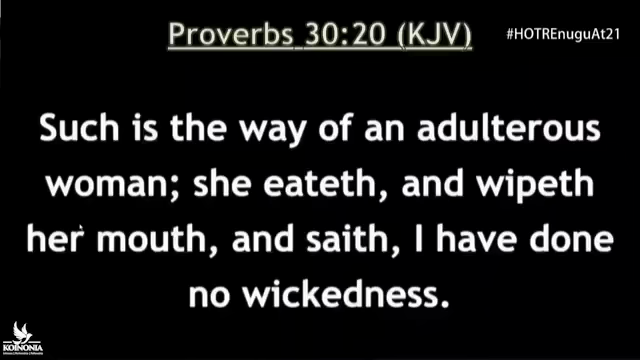 Proverbs 30:20 (KJV)
#HOTREnuguAt21
Such is the way of an adulterous
woman; she eateth, and wipeth
her mouth, and saith, I have done
no wickedness.
KOINONIA